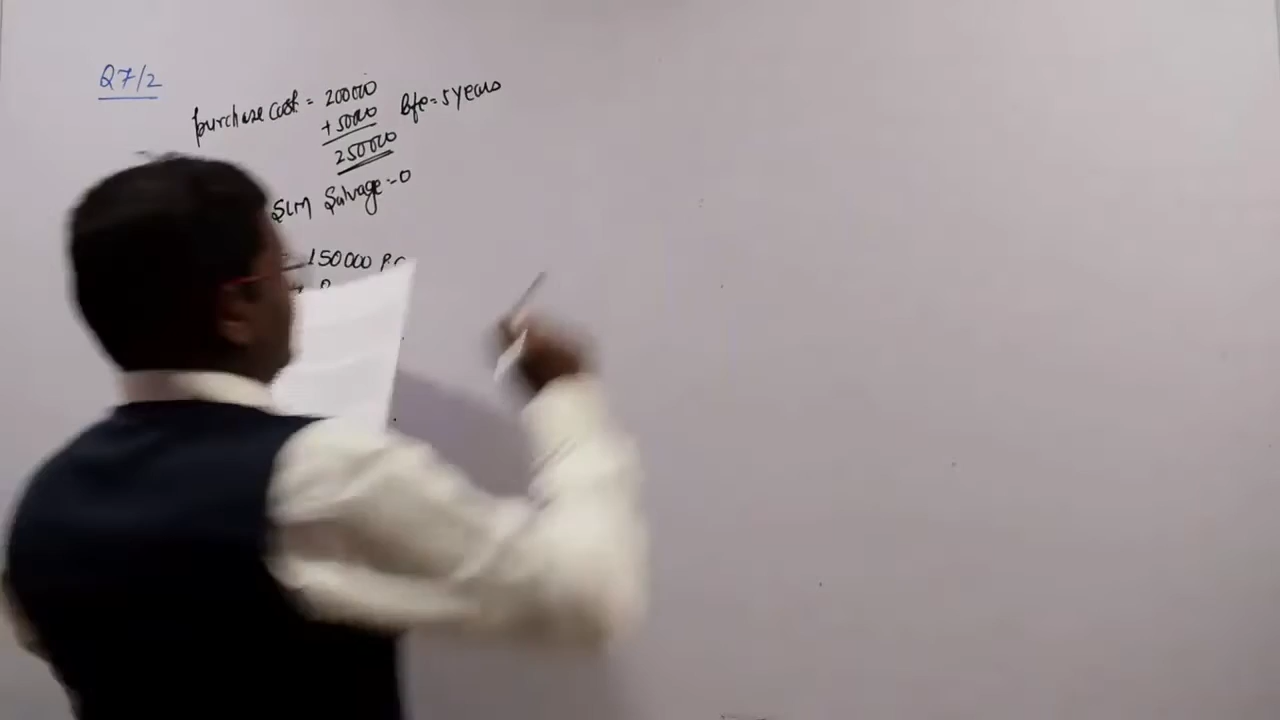 Q7/2
purchase cost = 200000
+50000
250000
life = 5 years
SLM Salvage = 0
150000